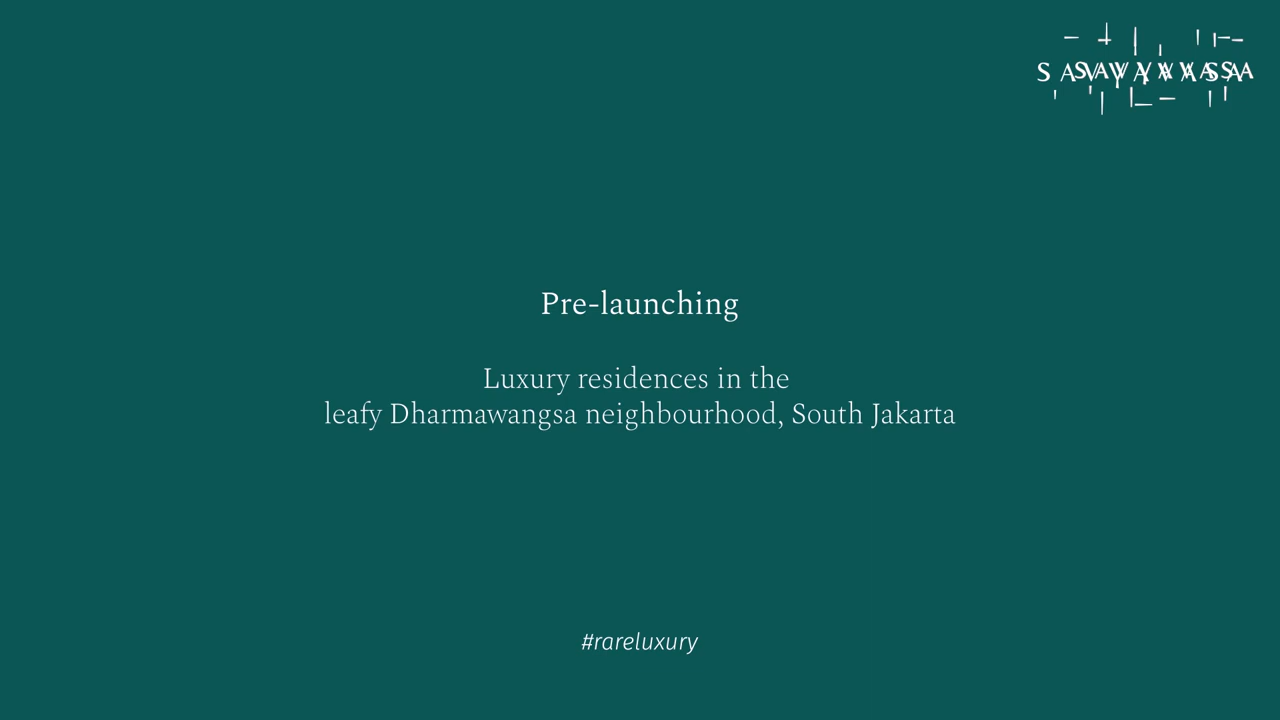 Pre-launching
Luxury residences in the
leafy Dharmawangsa neighbourhood, South Jakarta
#rareluxury